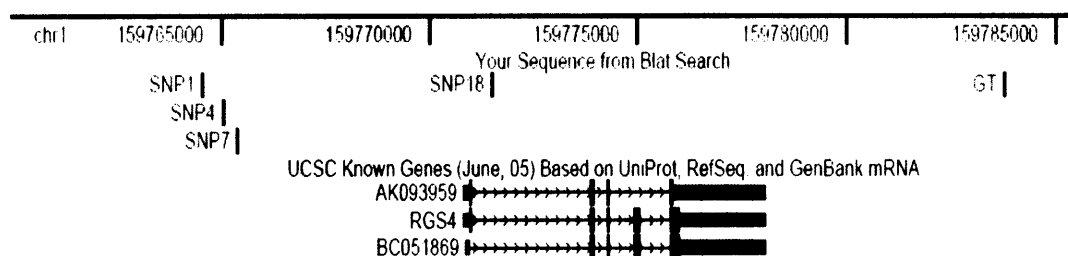 chr1 159765000 159770000 159775000 159780000 159785000
Your Sequence from Blat Search
SNP1 SNP18 GT
SNP4
SNP7
UCSC Known Genes (June, 05) Based on UniProt, RefSeq. and GenBank mRNA
AK093959
RGS4
BC051869